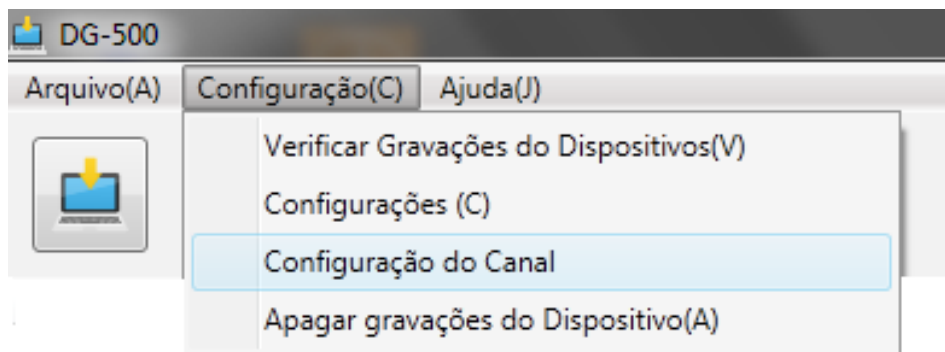 DG-500
Arquivo(A) Configuração(C) Ajuda(J)
Verificar Gravações do Dispositivos(V)
Configurações (C)
Configuração do Canal
Apagar gravações do Dispositivo(A)